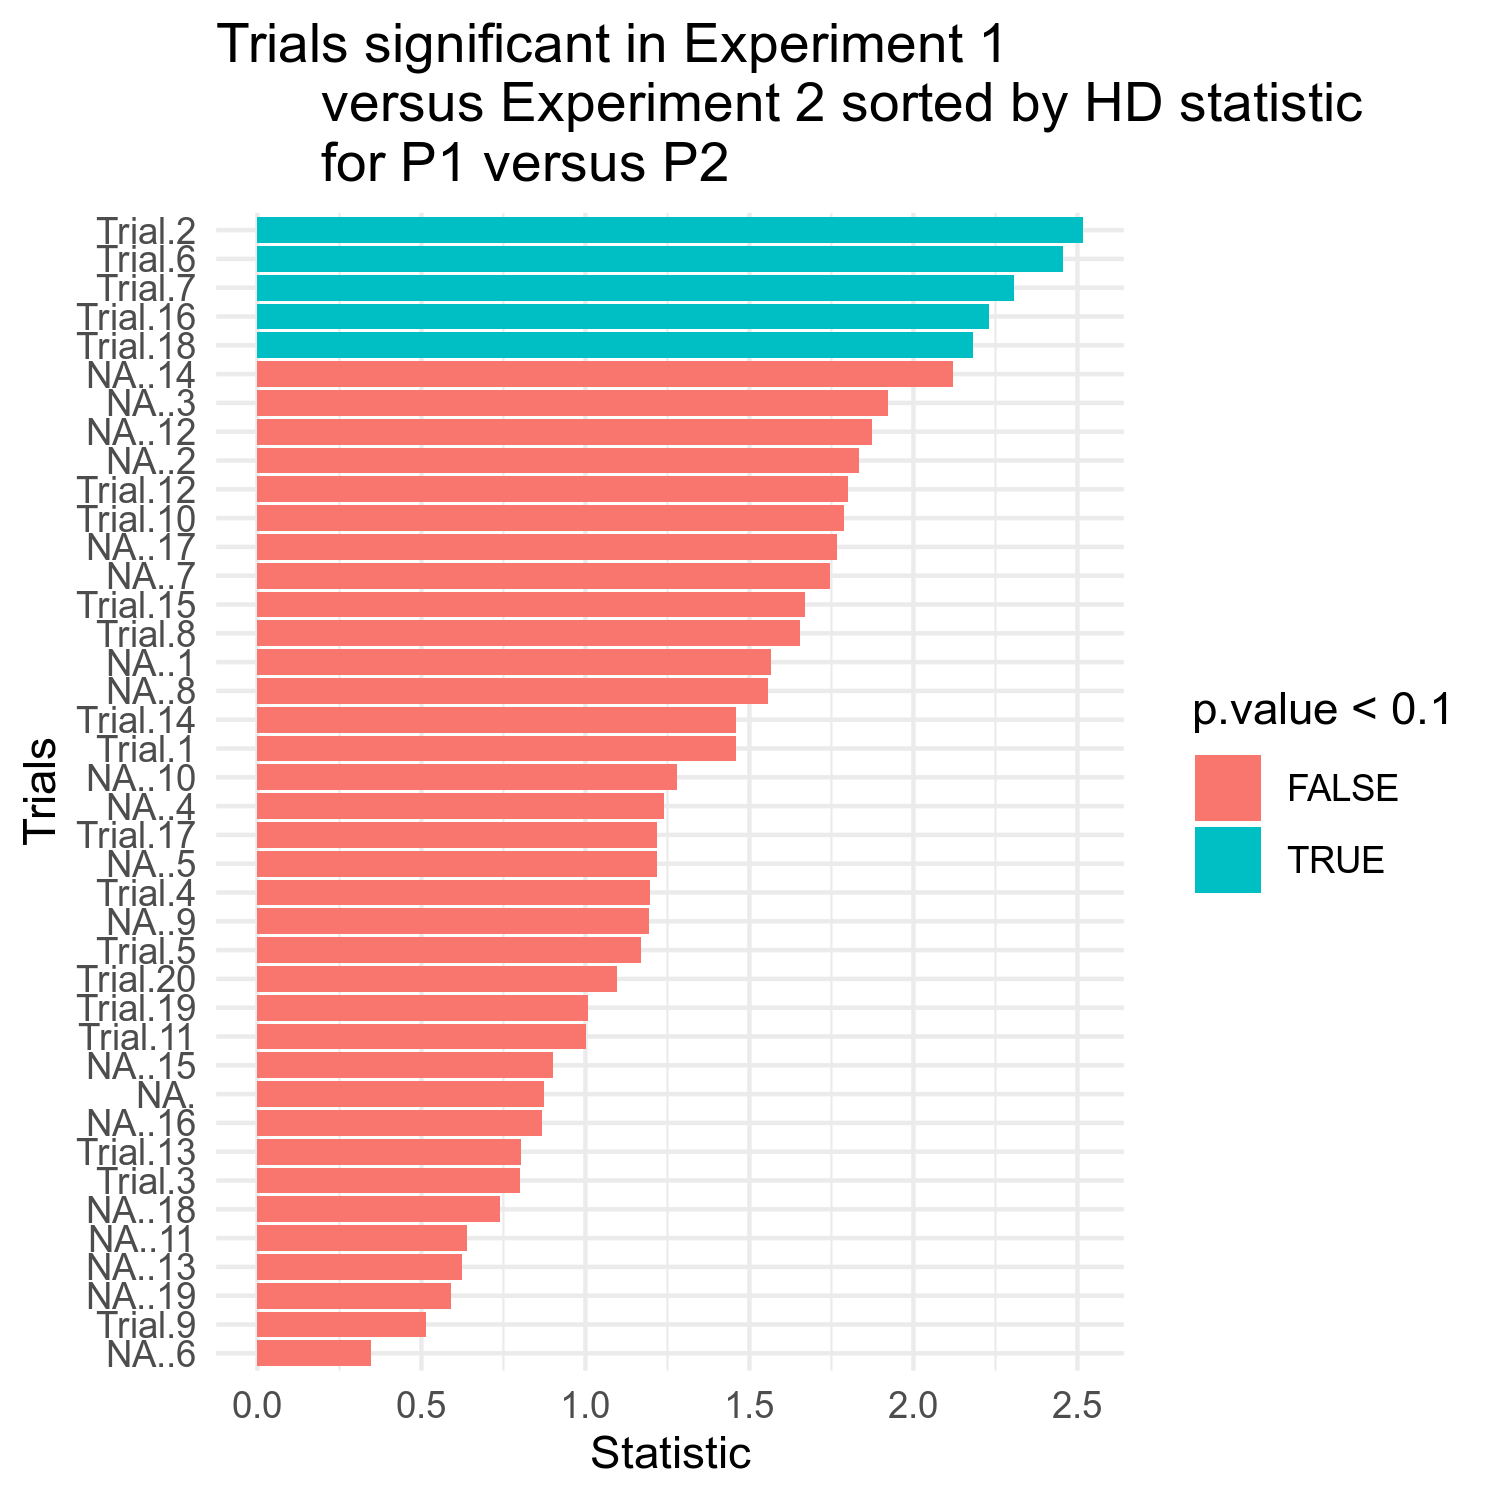 Trials significant in Experiment 1
versus Experiment 2 sorted by HD statistic
for P1 versus P2
Trial.2
Trial.6
Trial.7
Trial.16
Trial.18
NA..14
NA..3
NA..12
NA..2
Trial.12
Trial.10
NA..17
NA..7
Trial.15
Trial.8
NA..1
NA..8
Trial.14
Trial.1
NA..10
NA..4
Trial.17
NA..5
Trial.4
NA..9
Trial.5
Trial.20
Trial.19
Trial.11
NA..15
NA.
NA..16
Trial.13
Trial.3
NA..18
NA..11
NA..13
NA..19
Trial.9
NA..6
Trials
0.0 0.5 1.0 1.5 2.0 2.5
Statistic
p.value < 0.1
FALSE
TRUE